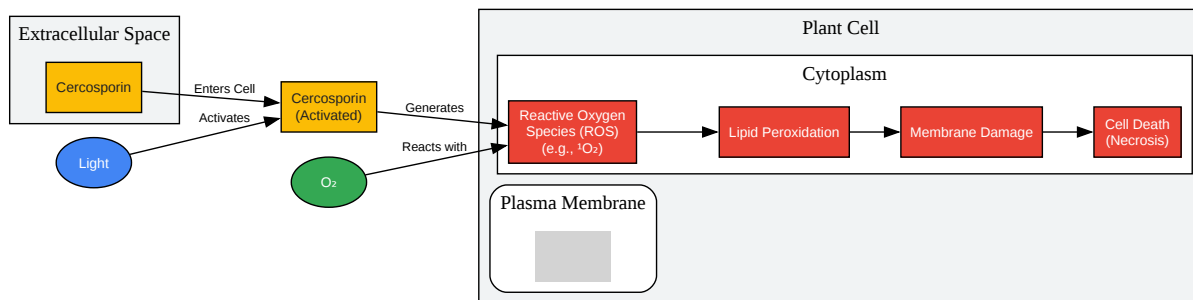 Extracellular Space
Cercosporin
Enters Cell
Activates
Light
Cercosporin
(Activated)
Generates
Reacts with
O₂
Plant Cell
Cytoplasm
Reactive Oxygen
Species (ROS)
(e.g., ¹O₂)
Lipid Peroxidation
Membrane Damage
Cell Death
(Necrosis)
Plasma Membrane